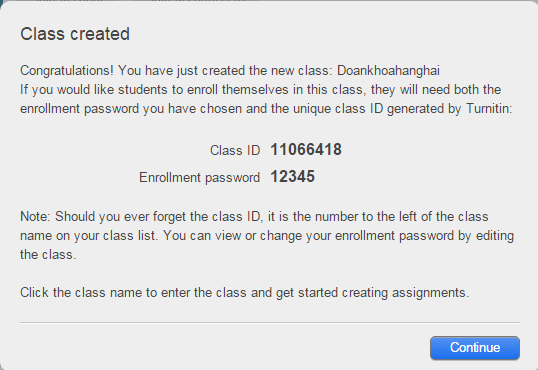 Class created
Congratulations! You have just created the new class: Doankhoahanghai
If you would like students to enroll themselves in this class, they will need both the
enrollment password you have chosen and the unique class ID generated by Turnitin:
Class ID 11066418
Enrollment password 12345
Note: Should you ever forget the class ID, it is the number to the left of the class
name on your class list. You can view or change your enrollment password by editing
the class.
Click the class name to enter the class and get started creating assignments.
Continue